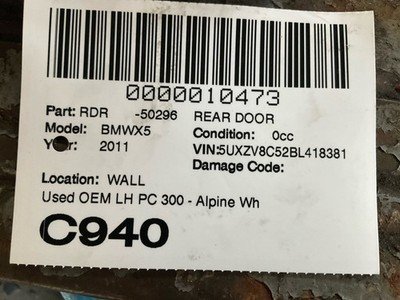 0000010473
Part: RDR -50296 REAR DOOR
Model: BMWX5 Condition: 0cc
Year: 2011 VIN:5UXZV8C52BL418381
Damage Code:
Location: WALL
Used OEM LH PC 300 - Alpine Wh
C940